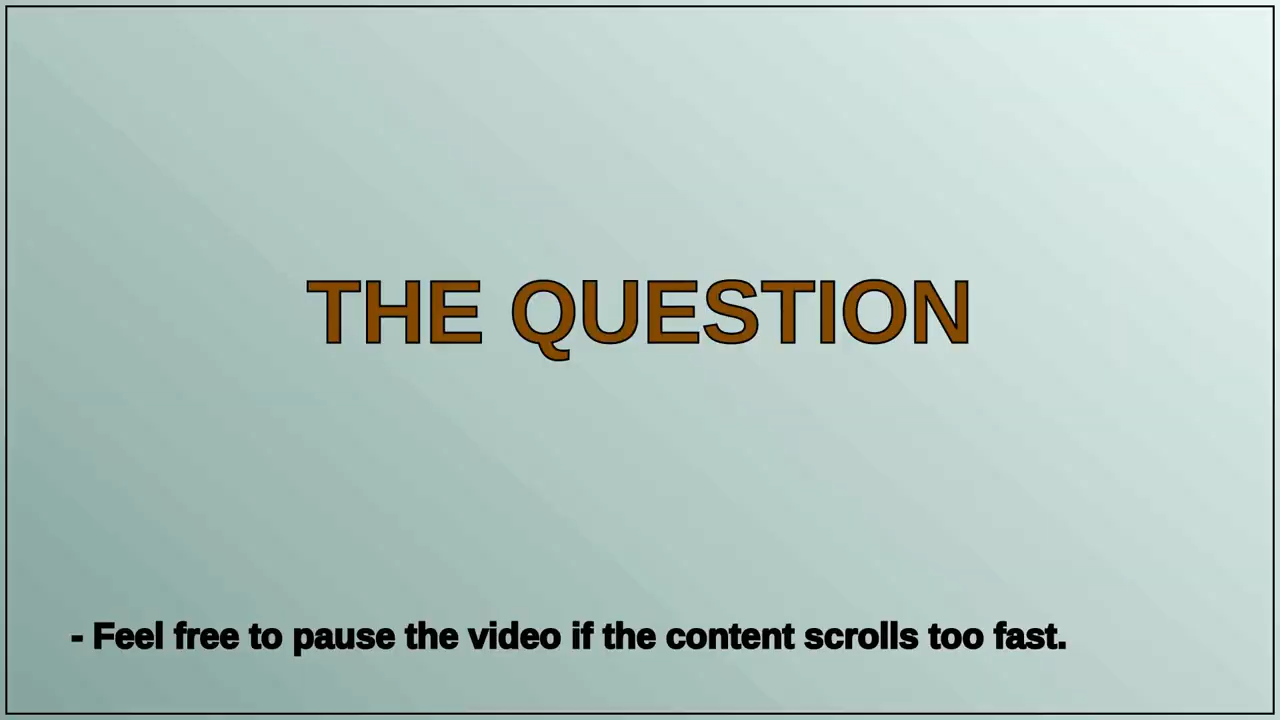 THE QUESTION
- Feel free to pause the video if the content scrolls too fast.